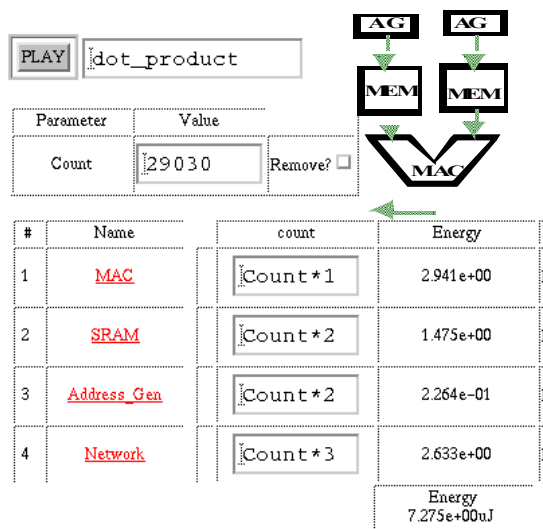 AG AG
PLAY dot_product
MEM MEM
Parameter Value
Count 29030 Remove?
MAC
# Name count Energy
1 MAC Count*1 2.941e+00
2 SRAM Count*2 1.475e+00
3 Address_Gen Count*2 2.264e-01
4 Network Count*3 2.633e+00
Energy
7.275e+00uJ